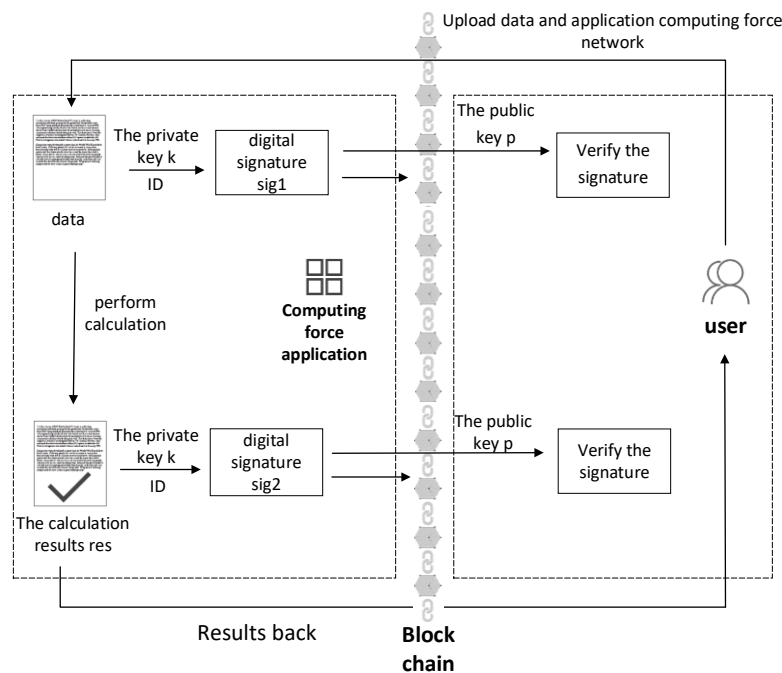 Upload data and application computing force
network
The private
key k
ID
digital
signature
sig1
The public
key p
Verify the
signature
data
perform
calculation
Computing
force
application
user
The private
key k
ID
digital
signature
sig2
The public
key p
Verify the
signature
The calculation
results res
Results back
Block
chain